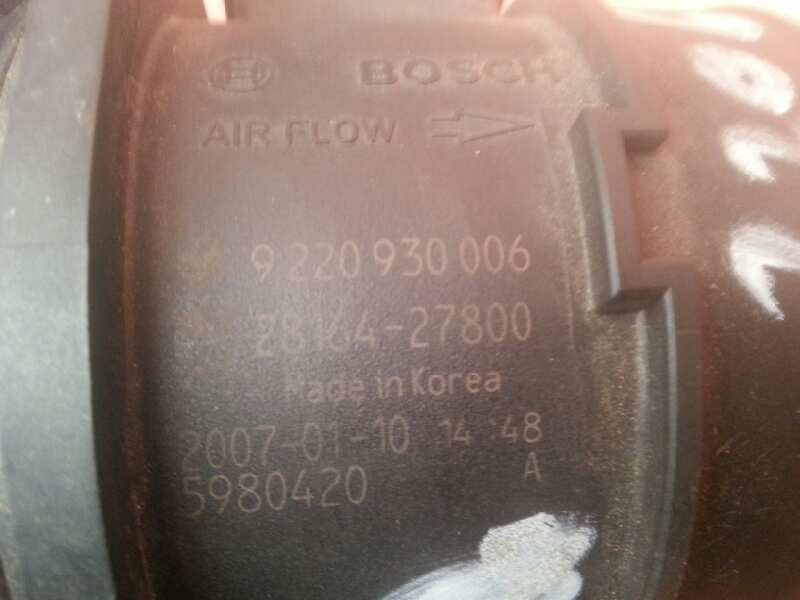 BOSCH
AIR FLOW
9 220 930 006
28164-27800
Made in Korea
2007-01-10 14:48
5980420 A